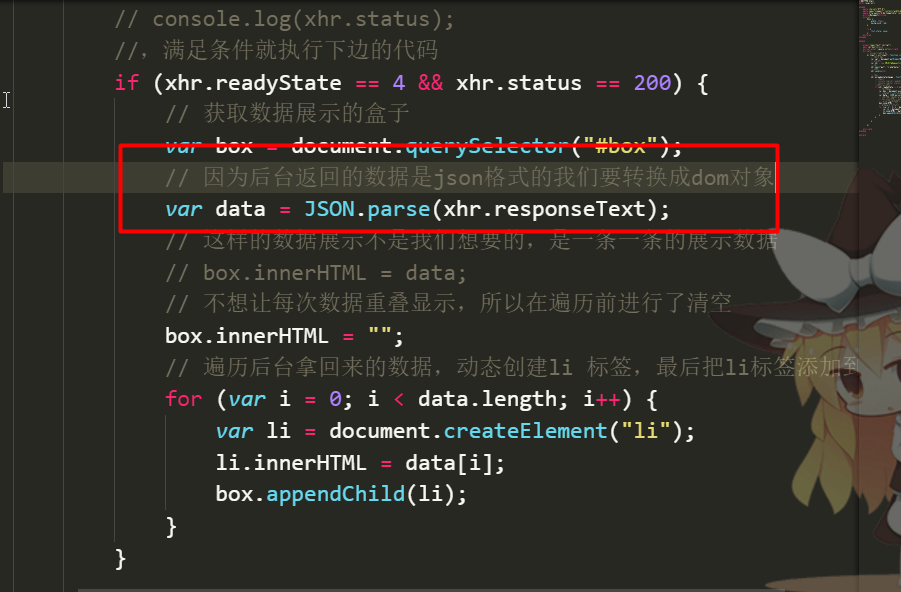 // console.log(xhr.status);
//，满足条件就执行下边的代码
if (xhr.readyState == 4 && xhr.status == 200) {
// 获取数据展示的盒子
var box = document.querySelector("#box");
// 因为后台返回的数据是json格式的我们要转换成dom对象
var data = JSON.parse(xhr.responseText);
// 这样的数据展示不是我们想要的，是一条一条的展示数据
// box.innerHTML = data;
// 不想让每次数据重叠显示，所以在遍历前进行了清空
box.innerHTML = "";
// 遍历后台拿回来的数据，动态创建li 标签，最后把li标签添加到
for (var i = 0; i < data.length; i++) {
var li = document.createElement("li");
li.innerHTML = data[i];
box.appendChild(li);
}
}